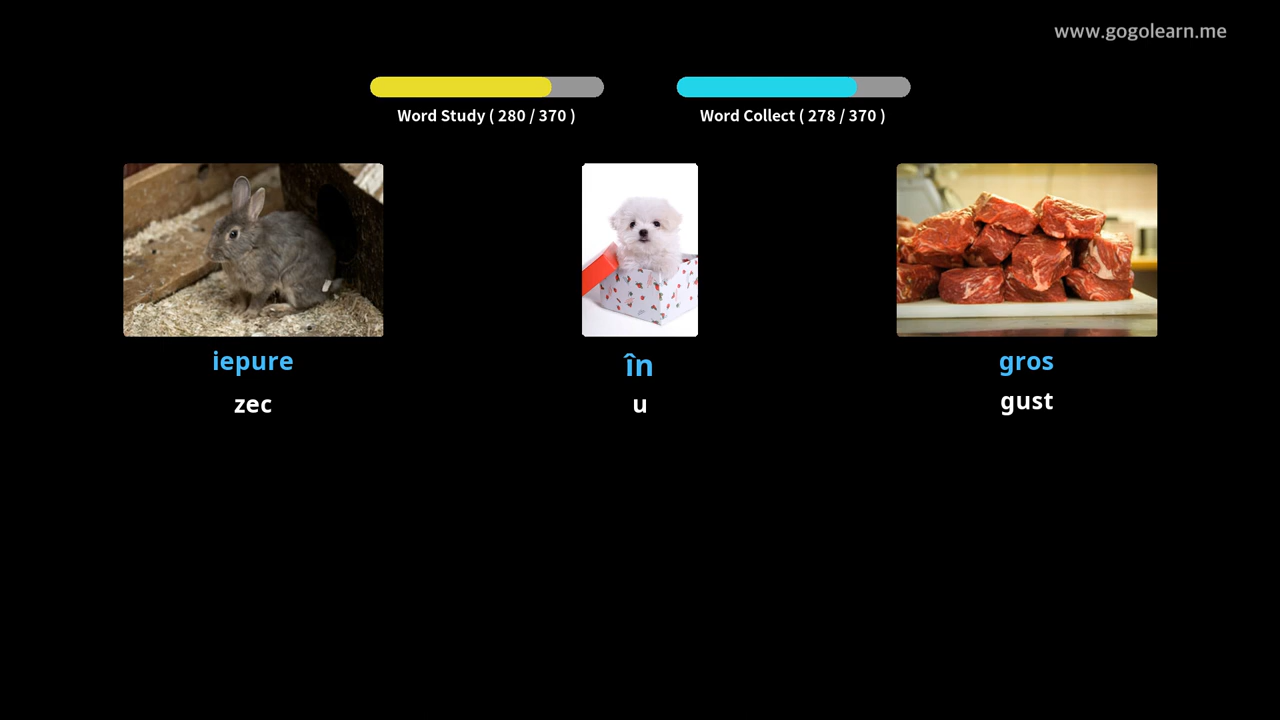 www.gogolearn.me
Word Study ( 280 / 370 )
Word Collect ( 278 / 370 )
iepure
zec
în
u
gros
gust